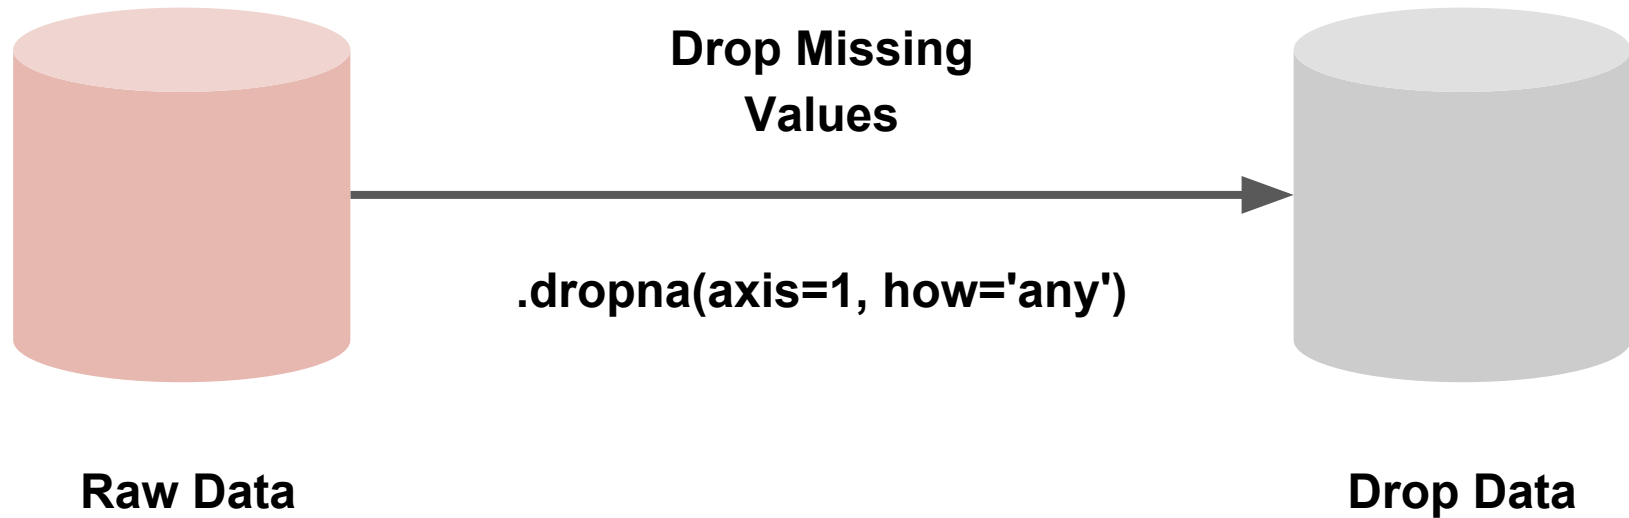 Drop Missing
Values
.dropna(axis=1, how='any')
Raw Data
Drop Data